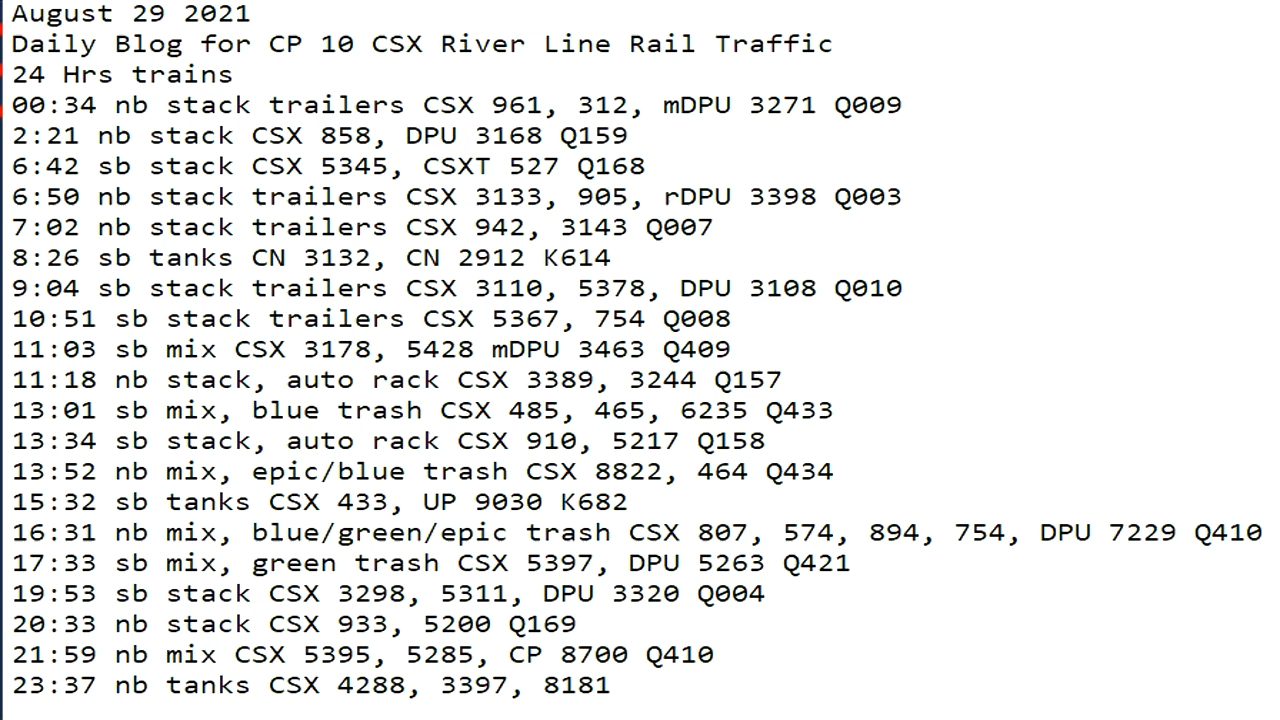 August 29 2021
Daily Blog for CP 10 CSX River Line Rail Traffic
24 Hrs trains
00:34 nb stack trailers CSX 961, 312, mDPU 3271 Q009
2:21 nb stack CSX 858, DPU 3168 Q159
6:42 sb stack CSX 5345, CSXT 527 Q168
6:50 nb stack trailers CSX 3133, 905, rDPU 3398 Q003
7:02 nb stack trailers CSX 942, 3143 Q007
8:26 sb tanks CN 3132, CN 2912 K614
9:04 sb stack trailers CSX 3110, 5378, DPU 3108 Q010
10:51 sb stack trailers CSX 5367, 754 Q008
11:03 sb mix CSX 3178, 5428 mDPU 3463 Q409
11:18 nb stack, auto rack CSX 3389, 3244 Q157
13:01 sb mix, blue trash CSX 485, 465, 6235 Q433
13:34 sb stack, auto rack CSX 910, 5217 Q158
13:52 nb mix, epic/blue trash CSX 8822, 464 Q434
15:32 sb tanks CSX 433, UP 9030 K682
16:31 nb mix, blue/green/epic trash CSX 807, 574, 894, 754, DPU 7229 Q410
17:33 sb mix, green trash CSX 5397, DPU 5263 Q421
19:53 sb stack CSX 3298, 5311, DPU 3320 Q004
20:33 nb stack CSX 933, 5200 Q169
21:59 nb mix CSX 5395, 5285, CP 8700 Q410
23:37 nb tanks CSX 4288, 3397, 8181